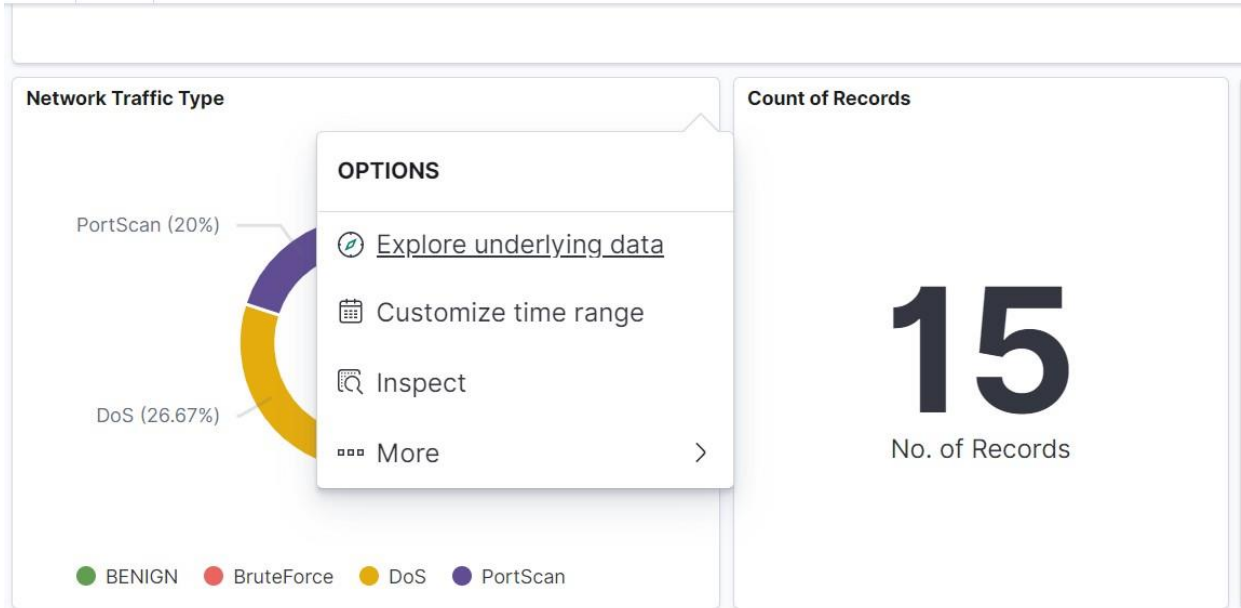 Network Traffic Type
Count of Records
OPTIONS
PortScan (20%)
Explore underlying data
Customize time range
Inspect
DoS (26.67%)
More
15
No. of Records
BENIGN BruteForce DoS PortScan